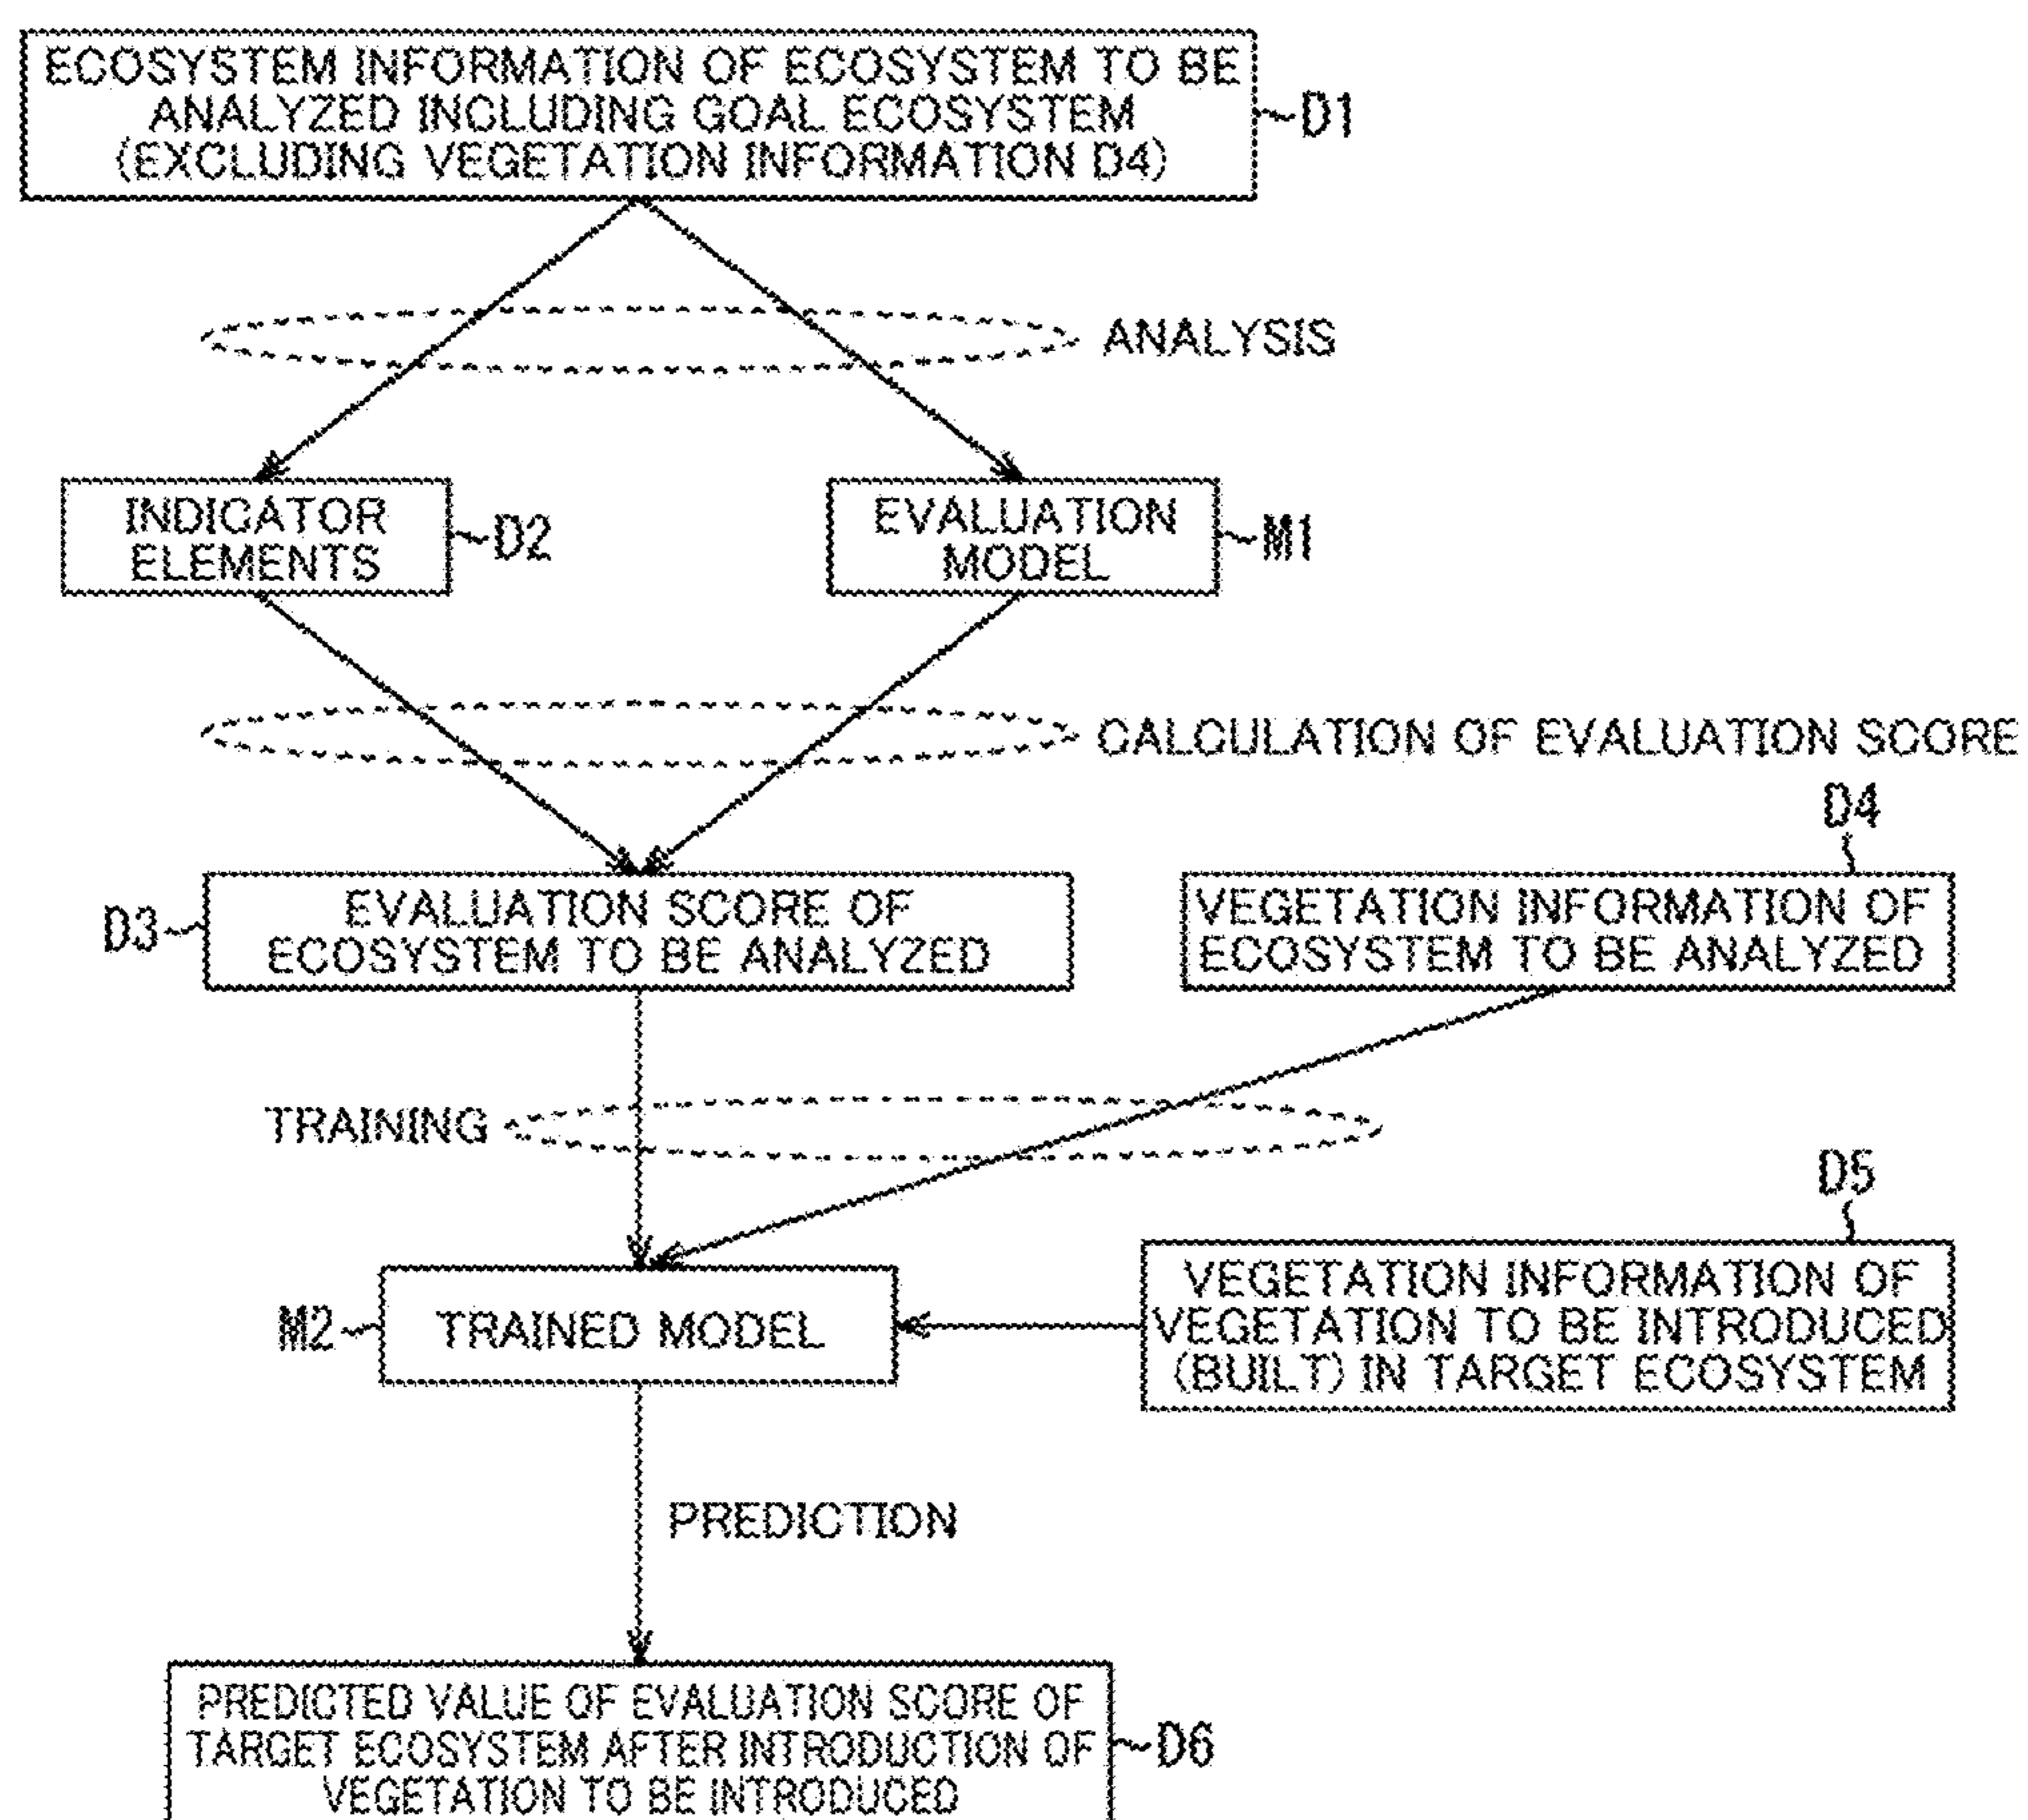 ECOSYSTEM INFORMATION OF ECOSYSTEM TO BE
ANALYZED INCLUDING GOAL ECOSYSTEM
(EXCLUDING VEGETATION INFORMATION D4)
D1
ANALYSIS
INDICATOR
ELEMENTS
D2
EVALUATION
MODEL
M1
CALCULATION OF EVALUATION SCORE
D3
EVALUATION SCORE OF
ECOSYSTEM TO BE ANALYZED
D4
VEGETATION INFORMATION OF
ECOSYSTEM TO BE ANALYZED
TRAINING
M2
TRAINED MODEL
D5
VEGETATION INFORMATION OF
VEGETATION TO BE INTRODUCED
(BUILT) IN TARGET ECOSYSTEM
PREDICTION
PREDICTED VALUE OF EVALUATION SCORE OF
TARGET ECOSYSTEM AFTER INTRODUCTION OF
VEGETATION TO BE INTRODUCED
D6